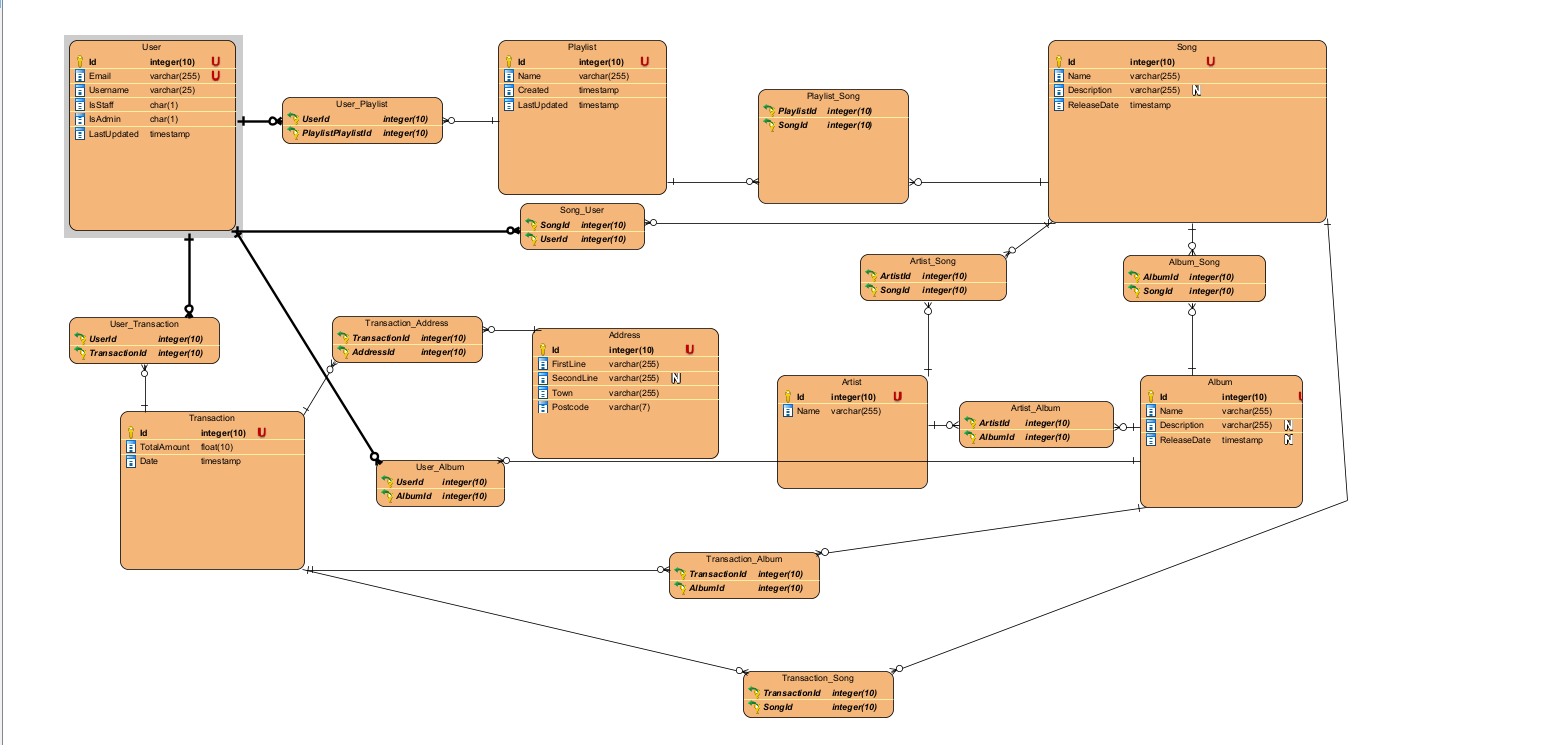 User
Id integer(10) U
Email varchar(255) U
Username varchar(25)
IsStaff char(1)
IsAdmin char(1)
LastUpdated timestamp
User_Playlist
UserId integer(10)
PlaylistPlaylistId integer(10)
Playlist
Id integer(10) U
Name varchar(255)
Created timestamp
LastUpdated timestamp
Playlist_Song
PlaylistId integer(10)
SongId integer(10)
Song
Id integer(10) U
Name varchar(255)
Description varchar(255) N
ReleaseDate timestamp
Song_User
SongId integer(10)
UserId integer(10)
Artist_Song
ArtistId integer(10)
SongId integer(10)
Album_Song
AlbumId integer(10)
SongId integer(10)
User_Transaction
UserId integer(10)
TransactionId integer(10)
Transaction_Address
TransactionId integer(10)
AddressId integer(10)
Address
Id integer(10) U
FirstLine varchar(255)
SecondLine varchar(255) N
Town varchar(255)
Postcode varchar(7)
Artist
Id integer(10) U
Name varchar(255)
Artist_Album
ArtistId integer(10)
AlbumId integer(10)
Album
Id integer(10) U
Name varchar(255)
Description varchar(255) N
ReleaseDate timestamp N
Transaction
Id integer(10) U
TotalAmount float(10)
Date timestamp
User_Album
UserId integer(10)
AlbumId integer(10)
Transaction_Album
TransactionId integer(10)
AlbumId integer(10)
Transaction_Song
TransactionId integer(10)
SongId integer(10)